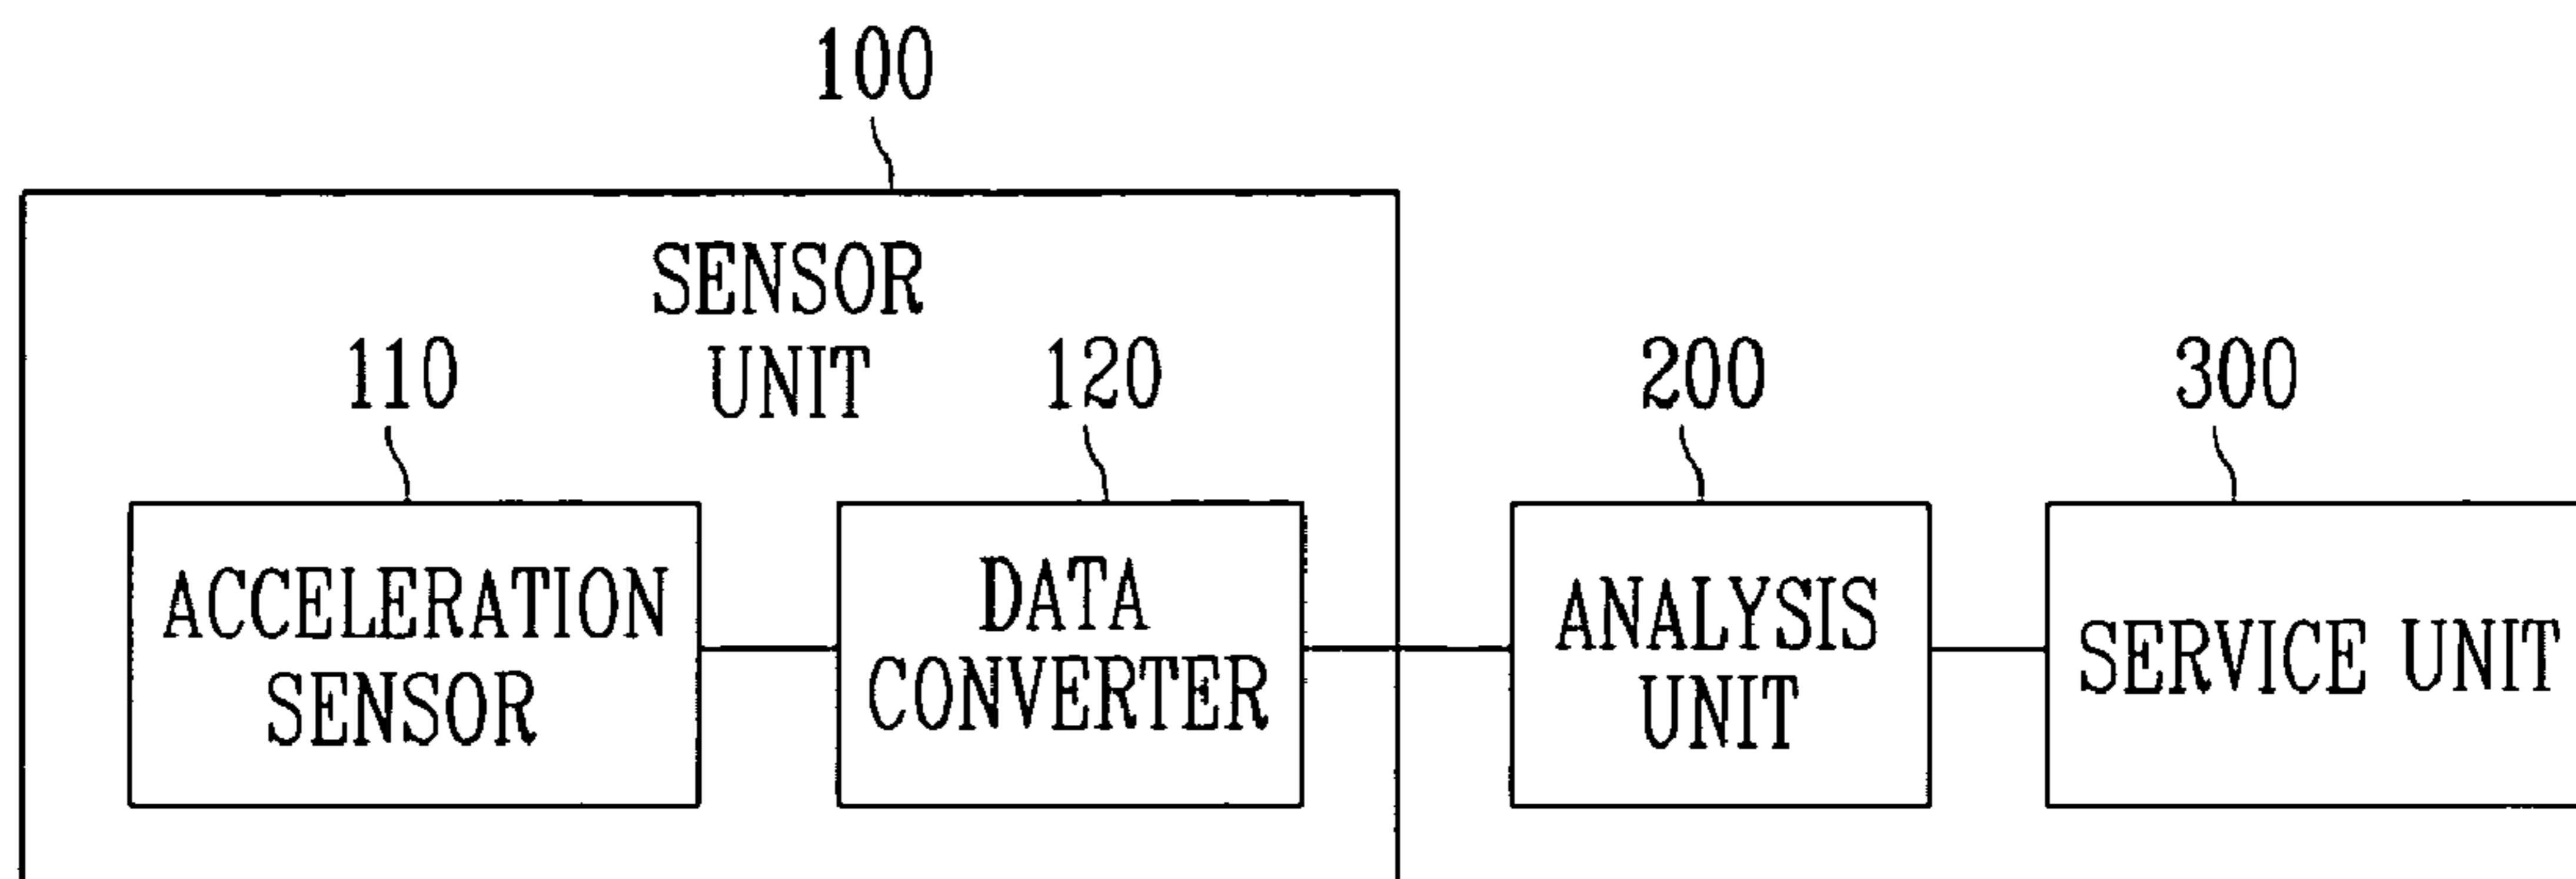 100
SENSOR
UNIT
110
120
200
300
ACCELERATION
SENSOR
DATA
CONVERTER
ANALYSIS
UNIT
SERVICE UNIT